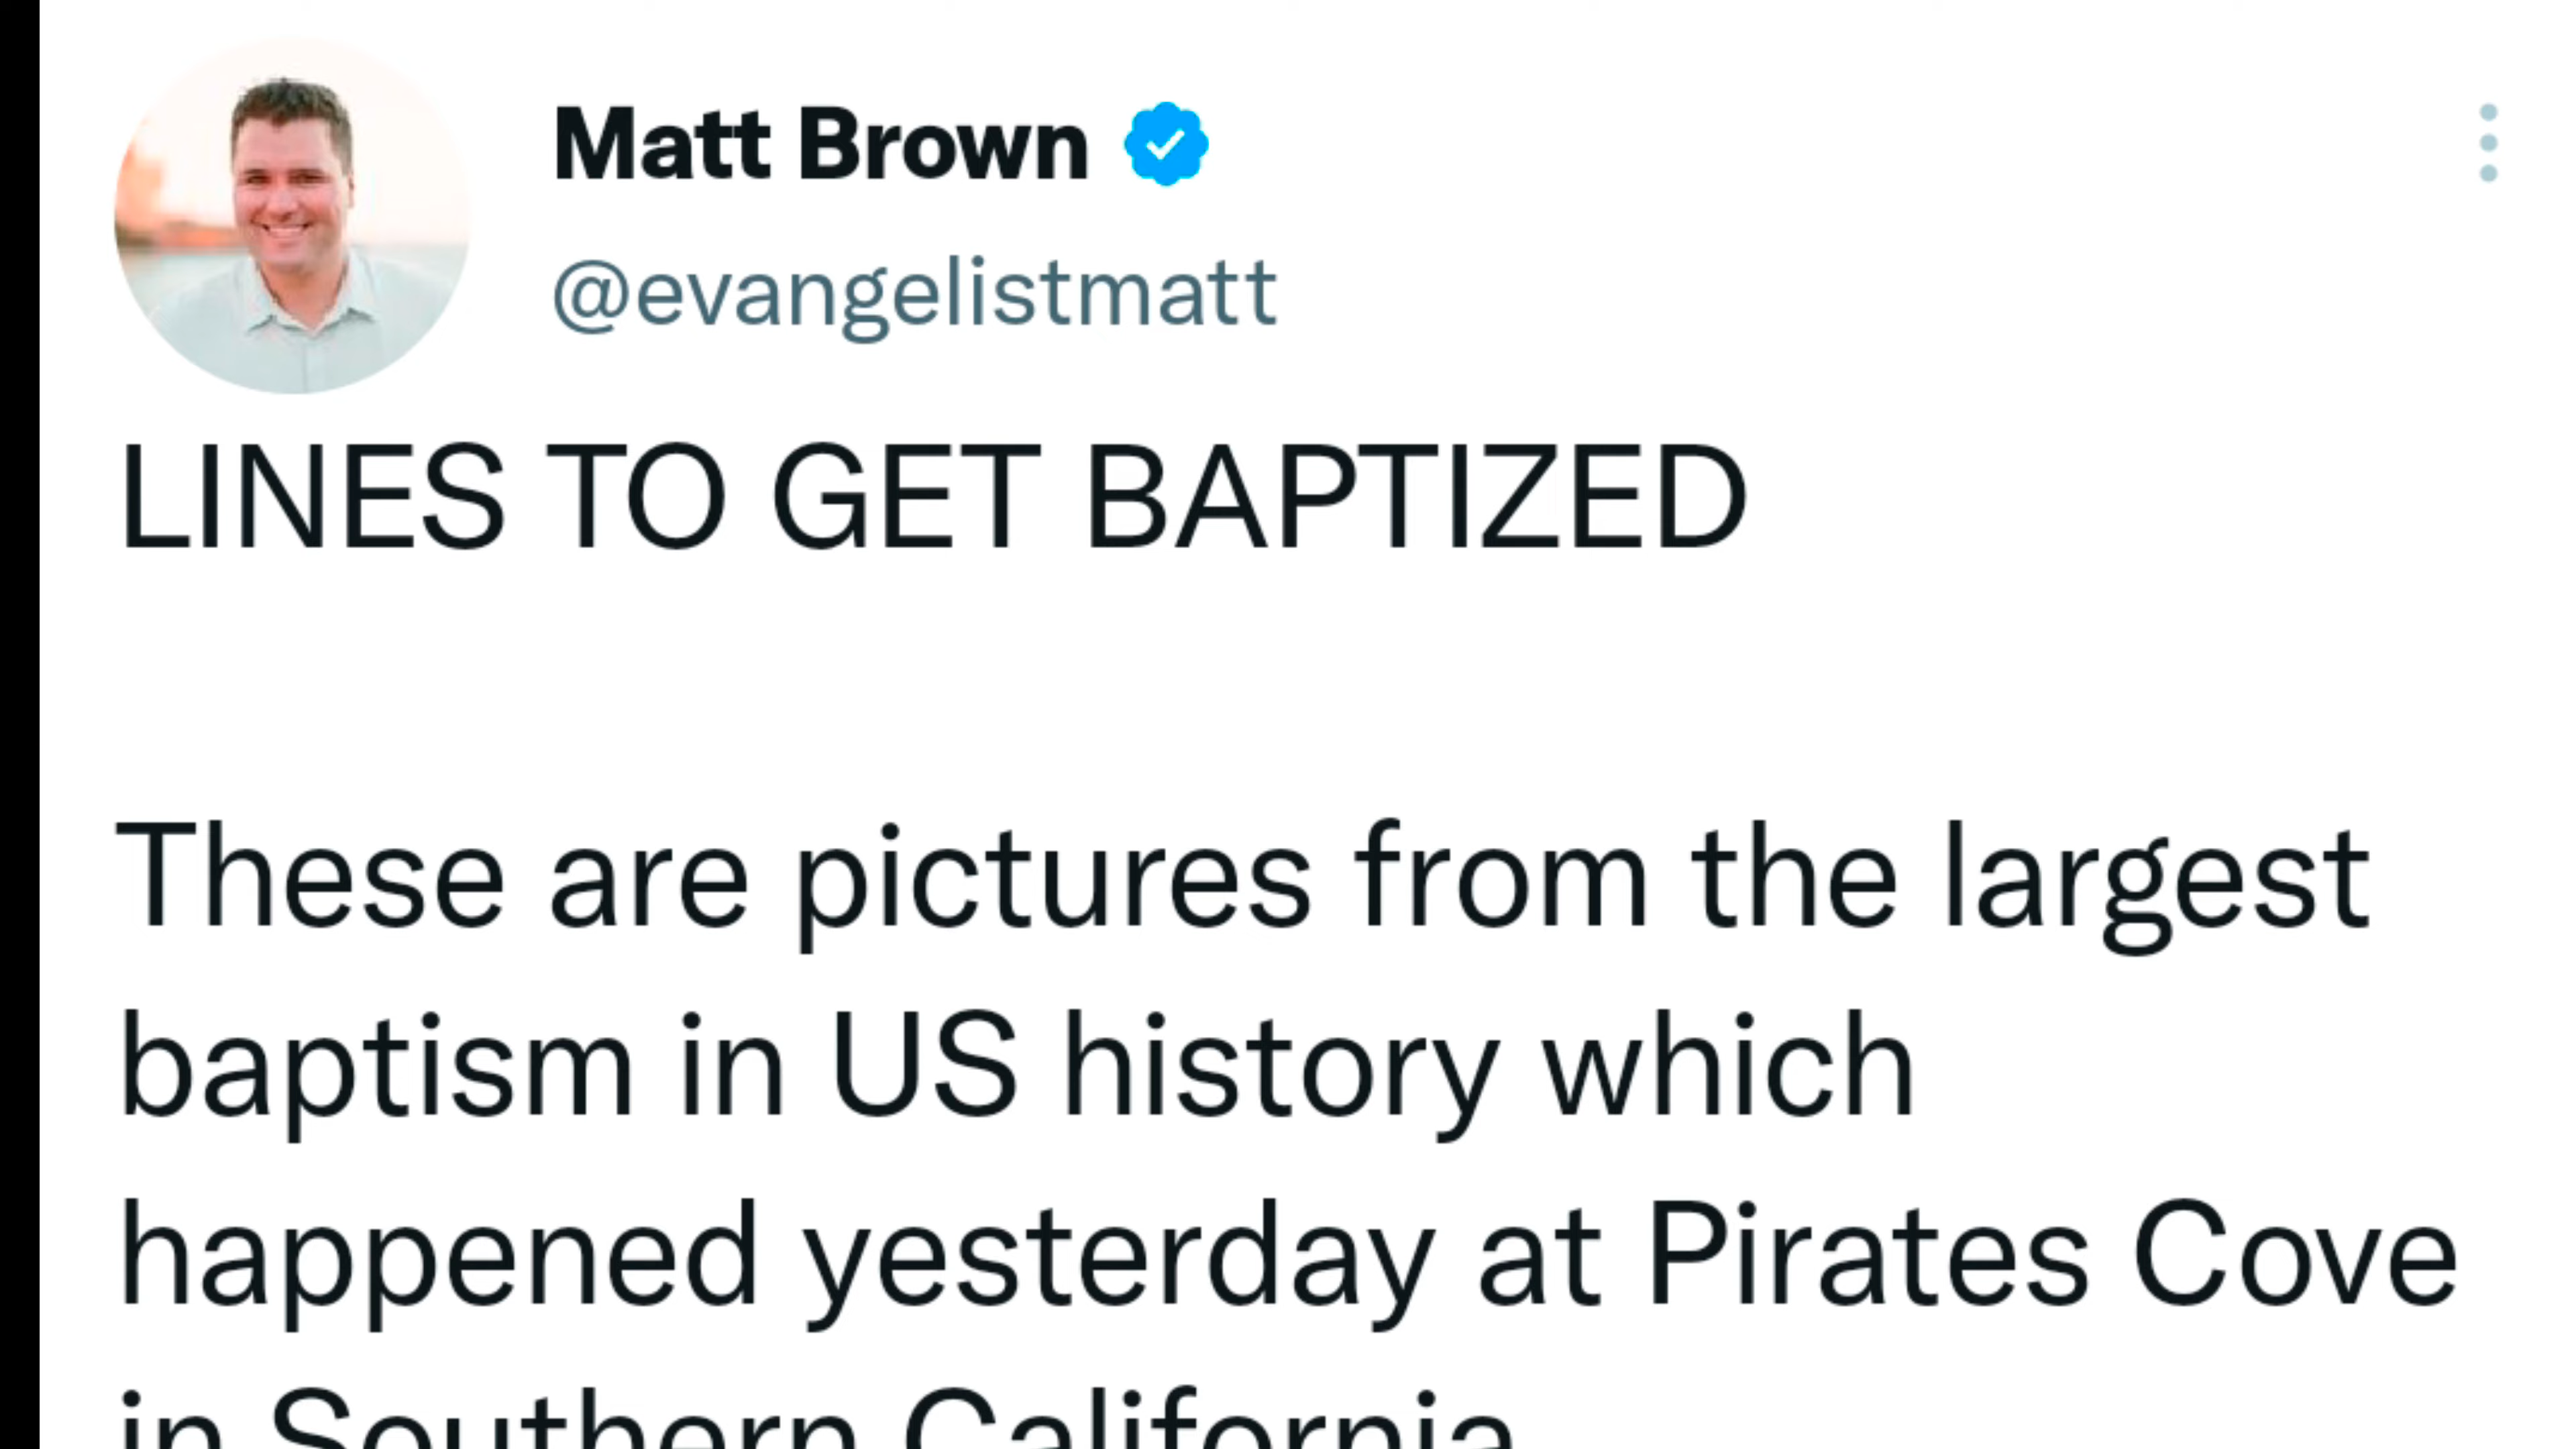 Matt Brown
@evangelistmatt
LINES TO GET BAPTIZED
These are pictures from the largest
baptism in US history which
happened yesterday at Pirates Cove
in Southern California